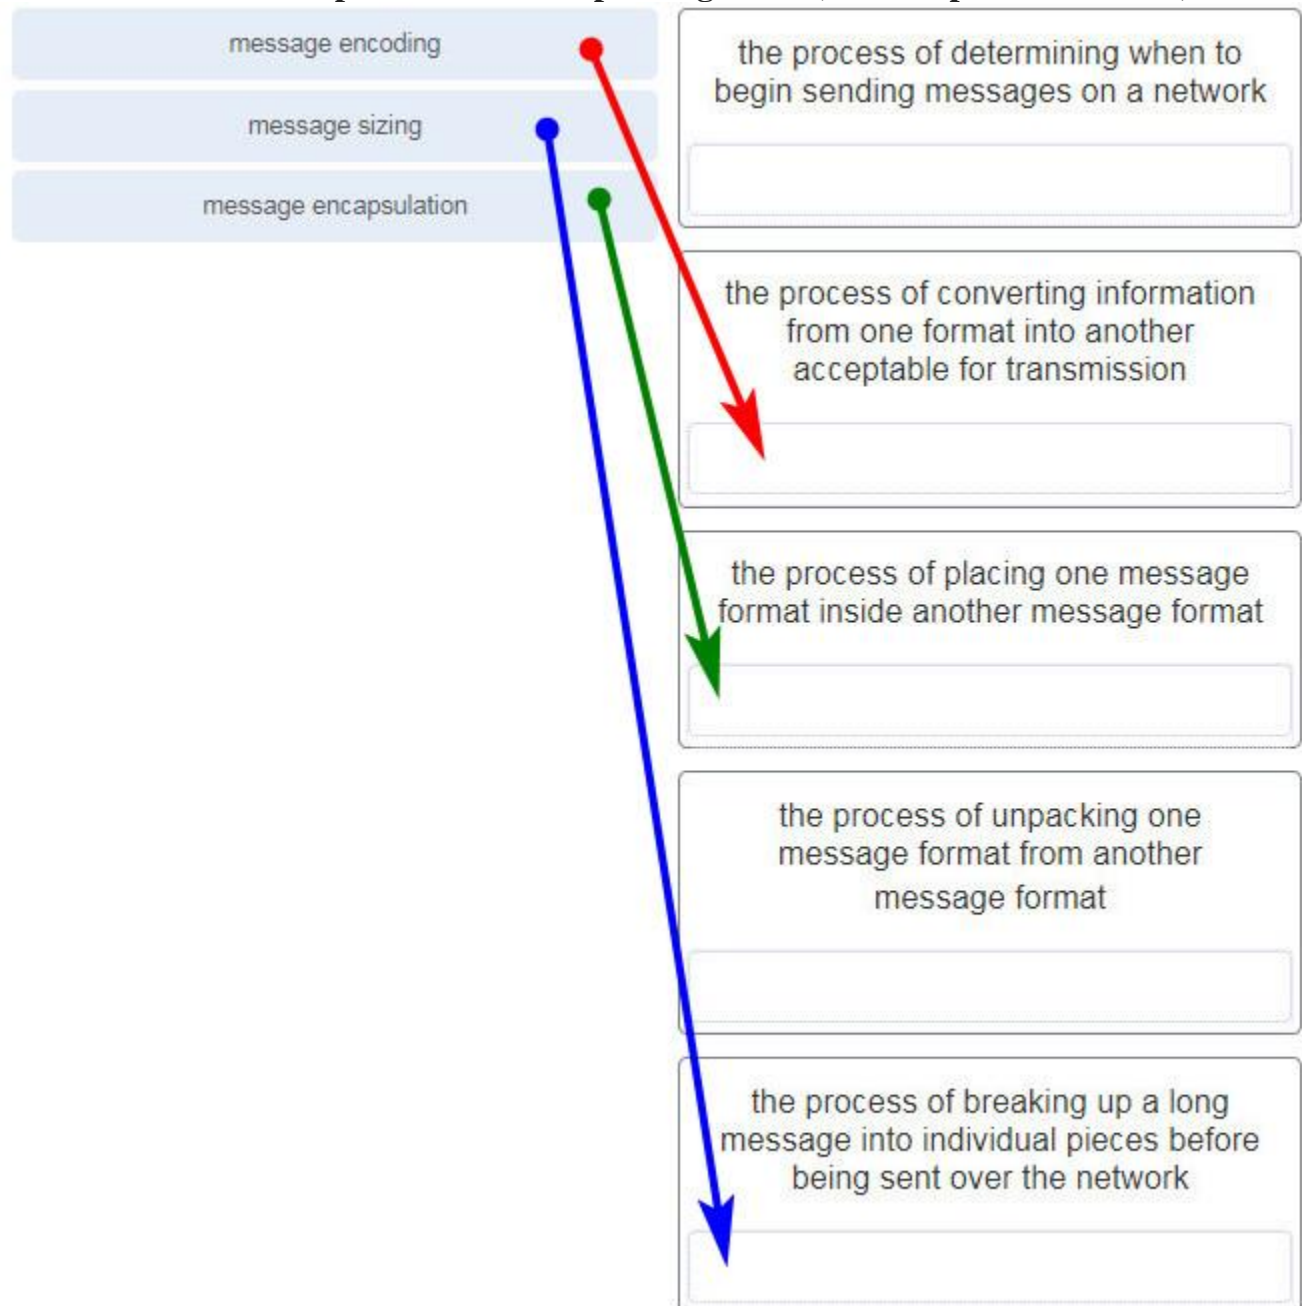 message encoding
message sizing
message encapsulation
the process of determining when to
begin sending messages on a network
the process of converting information
from one format into another
acceptable for transmission
the process of placing one message
format inside another message format
the process of unpacking one
message format from another
message format
the process of breaking up a long
message into individual pieces before
being sent over the network